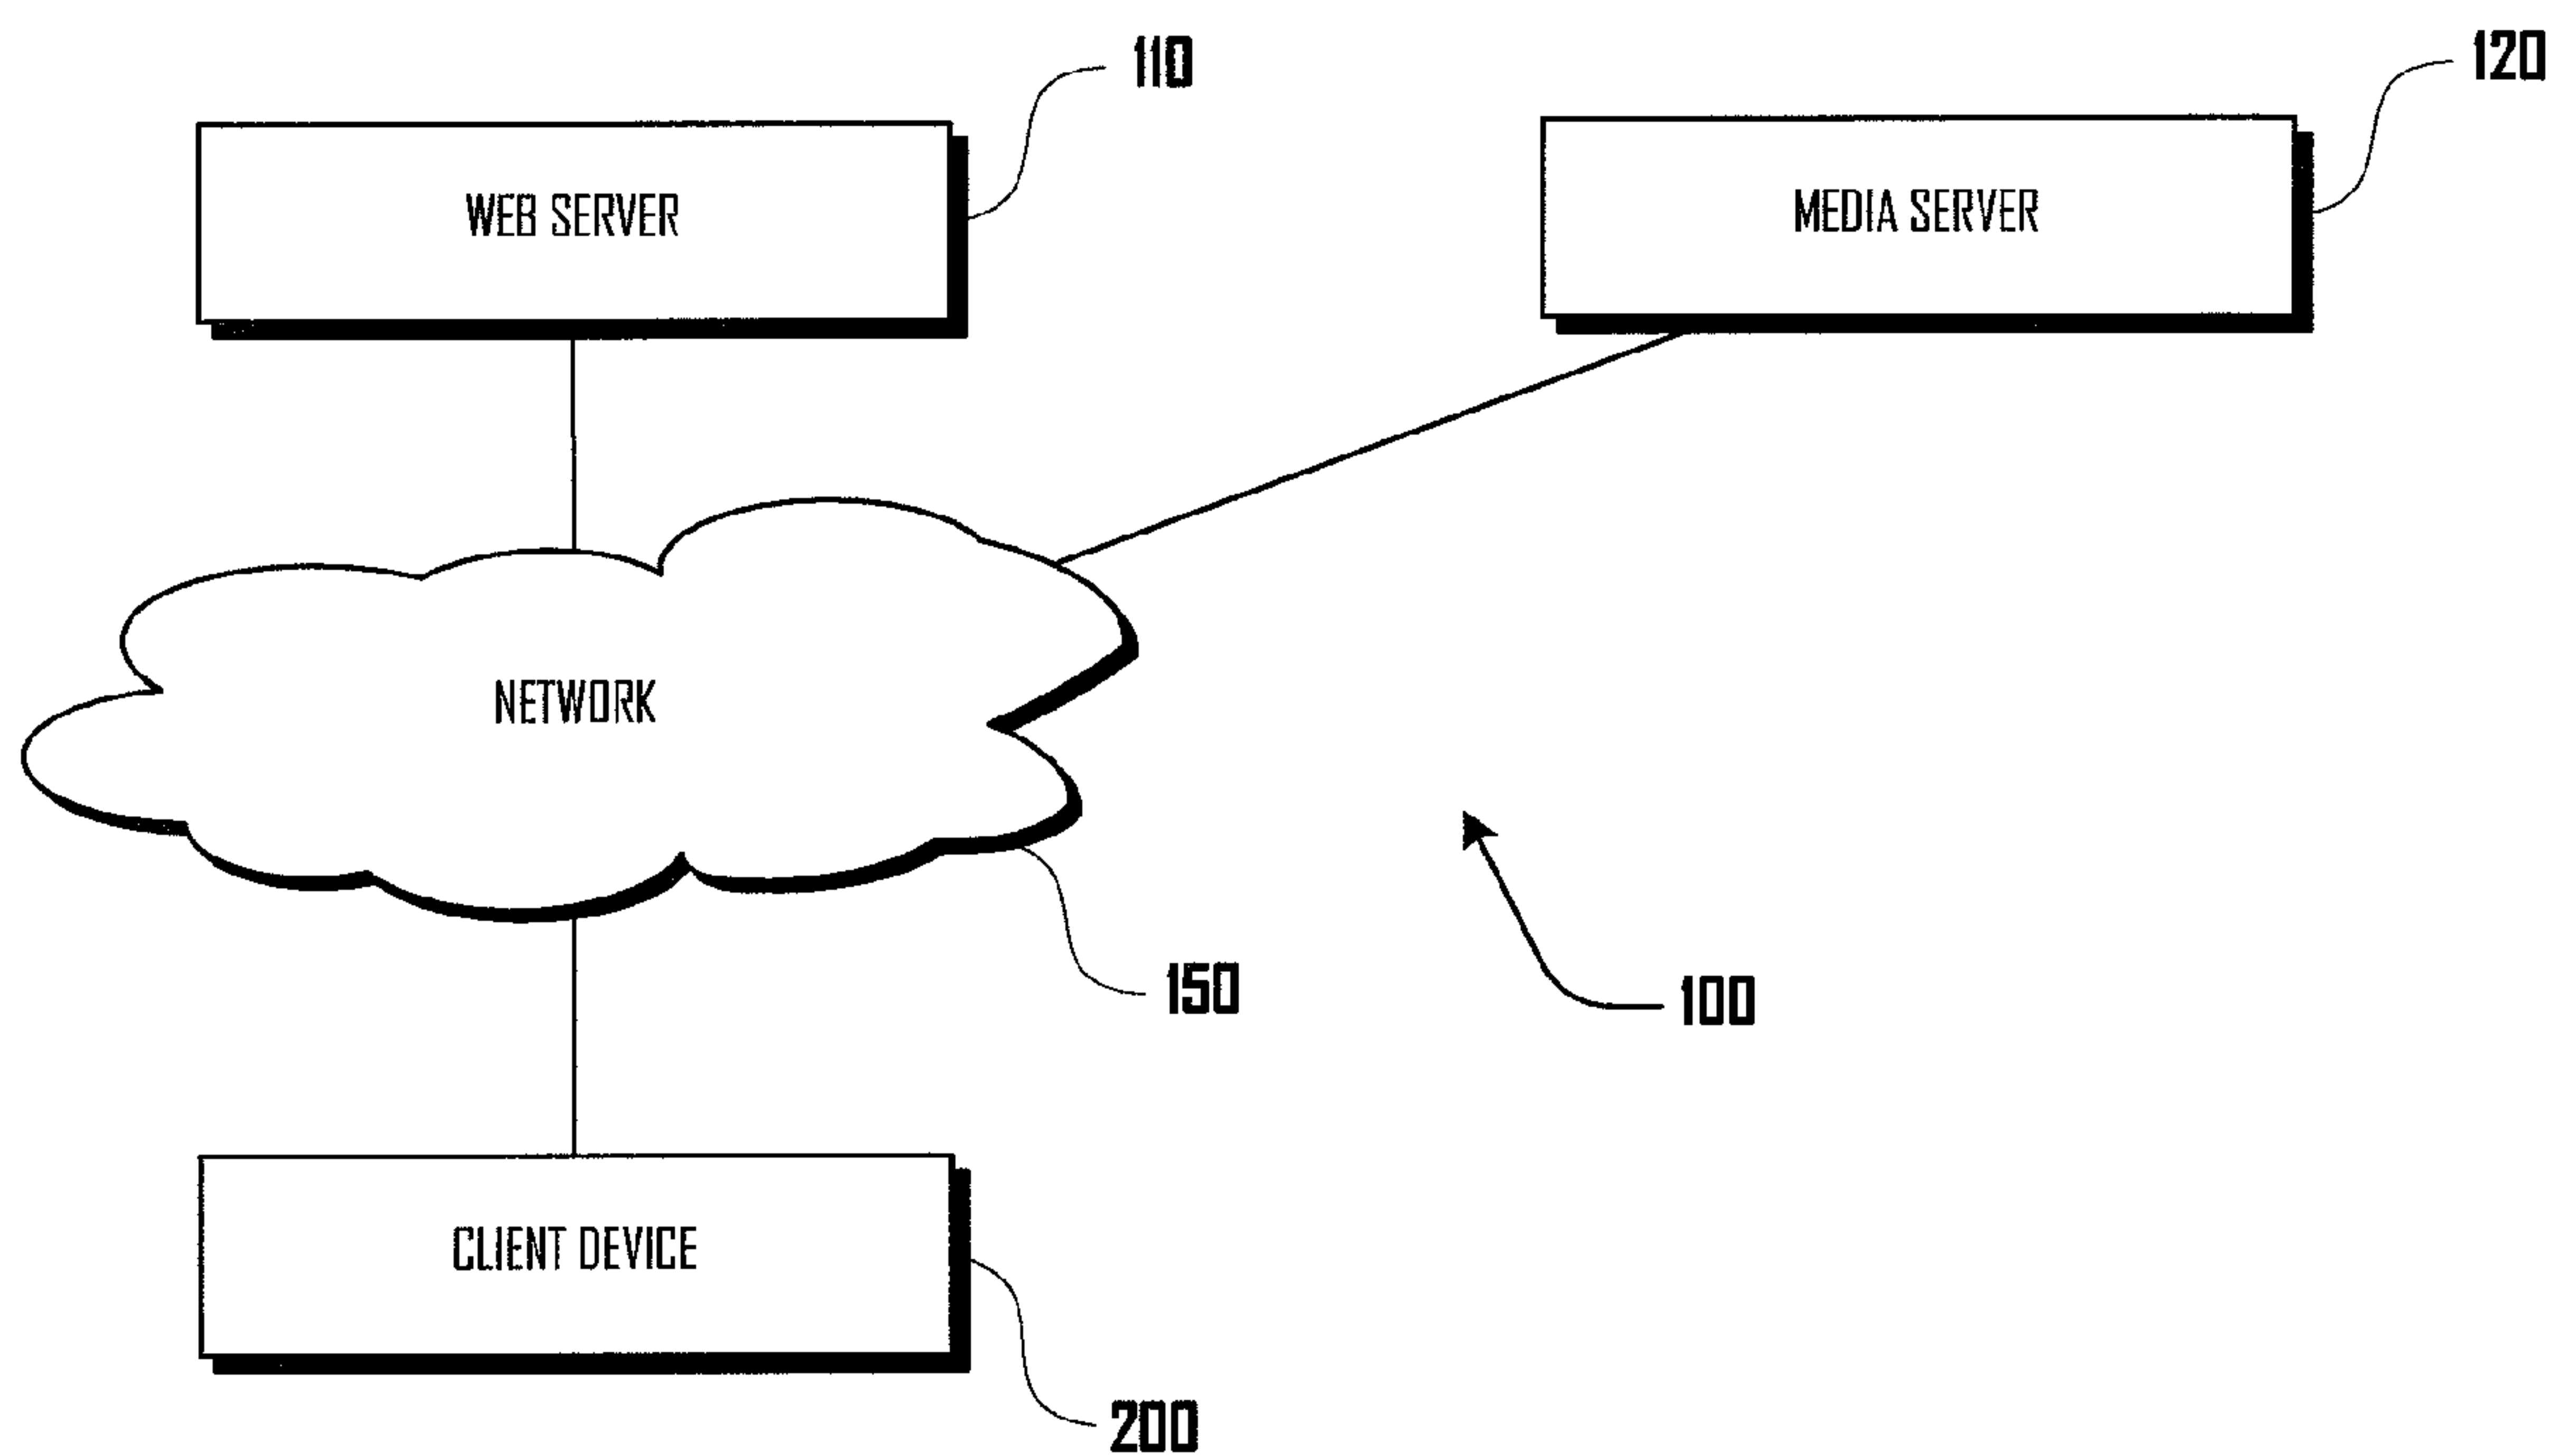 110
120
WEB SERVER
MEDIA SERVER
NETWORK
150
100
CLIENT DEVICE
200